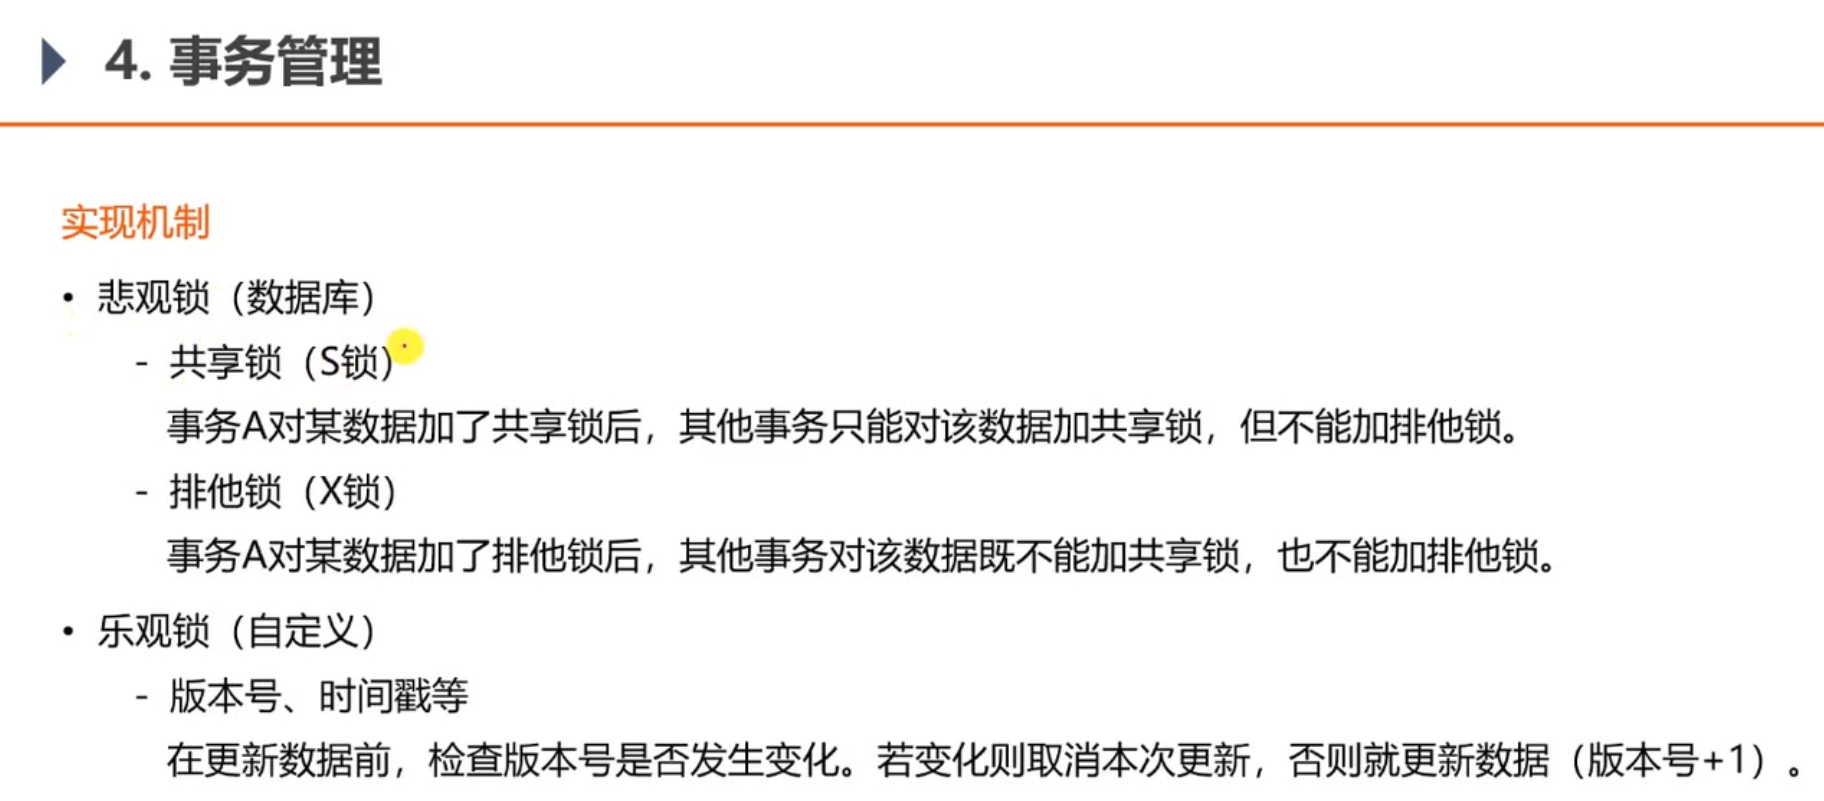 4. 事务管理
实现机制
• 悲观锁（数据库）
- 共享锁（S锁）
事务A对某数据加了共享锁后，其他事务只能对该数据加共享锁，但不能加排他锁。
- 排他锁（X锁）
事务A对某数据加了排他锁后，其他事务对该数据既不能加共享锁，也不能加排他锁。
• 乐观锁（自定义）
- 版本号、时间戳等
在更新数据前，检查版本号是否发生变化。若变化则取消本次更新，否则就更新数据（版本号+1）。